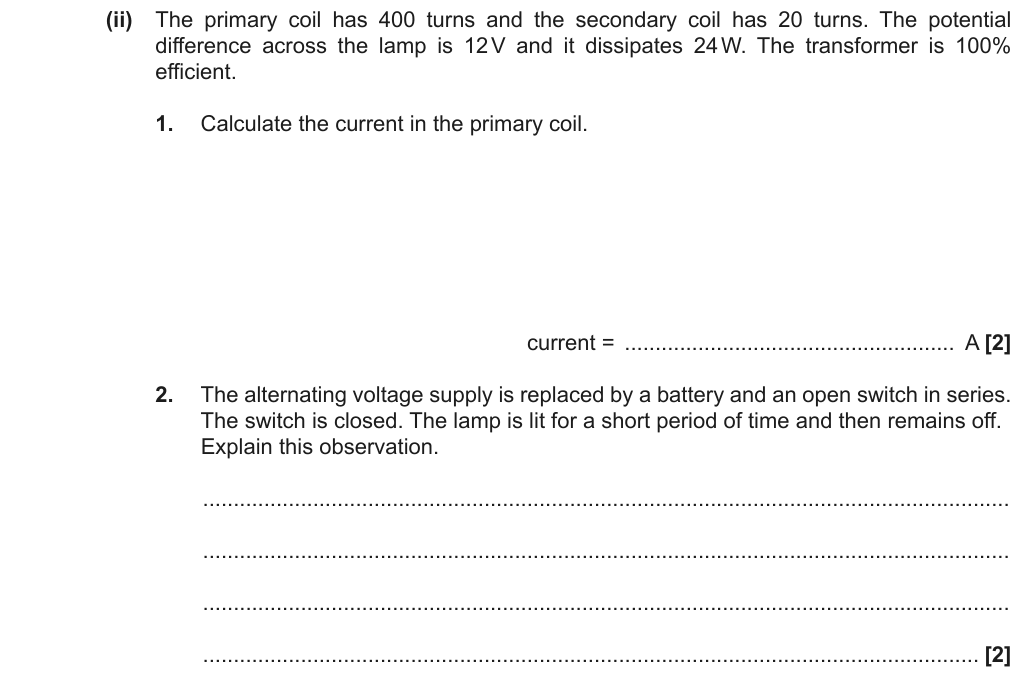 (ii) The primary coil has 400 turns and the secondary coil has 20 turns. The potential
difference across the lamp is 12V and it dissipates 24W. The transformer is 100%
efficient.
1. Calculate the current in the primary coil.
current = ..................................................... A [2]
2. The alternating voltage supply is replaced by a battery and an open switch in series.
The switch is closed. The lamp is lit for a short period of time and then remains off.
Explain this observation.
..................................................................................................................................
..................................................................................................................................
..................................................................................................................................
............................................................................................................................. [2]